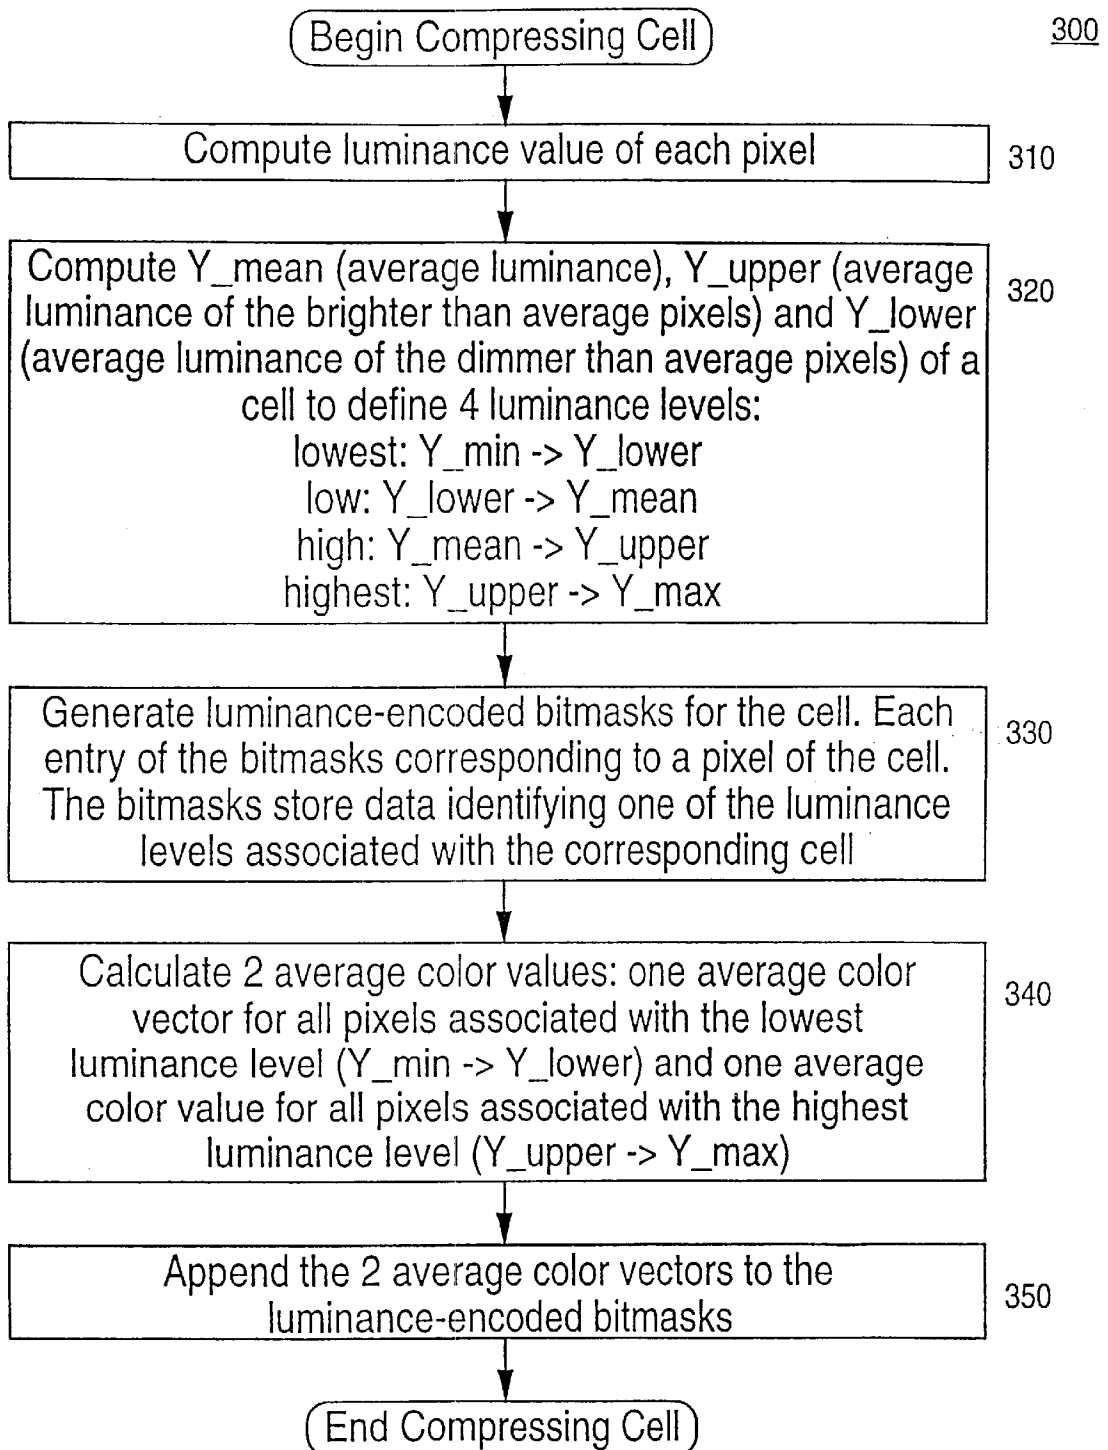 300
Begin Compressing Cell
Compute luminance value of each pixel
310
Compute Y_mean (average luminance), Y_upper (average
luminance of the brighter than average pixels) and Y_lower
(average luminance of the dimmer than average pixels) of a
cell to define 4 luminance levels:
lowest: Y_min -> Y_lower
low: Y_lower -> Y_mean
high: Y_mean -> Y_upper
highest: Y_upper -> Y_max
320
Generate luminance-encoded bitmasks for the cell. Each
entry of the bitmasks corresponding to a pixel of the cell.
The bitmasks store data identifying one of the luminance
levels associated with the corresponding cell
330
Calculate 2 average color values: one average color
vector for all pixels associated with the lowest
luminance level (Y_min -> Y_lower) and one average
color value for all pixels associated with the highest
luminance level (Y_upper -> Y_max)
340
Append the 2 average color vectors to the
luminance-encoded bitmasks
350
End Compressing Cell